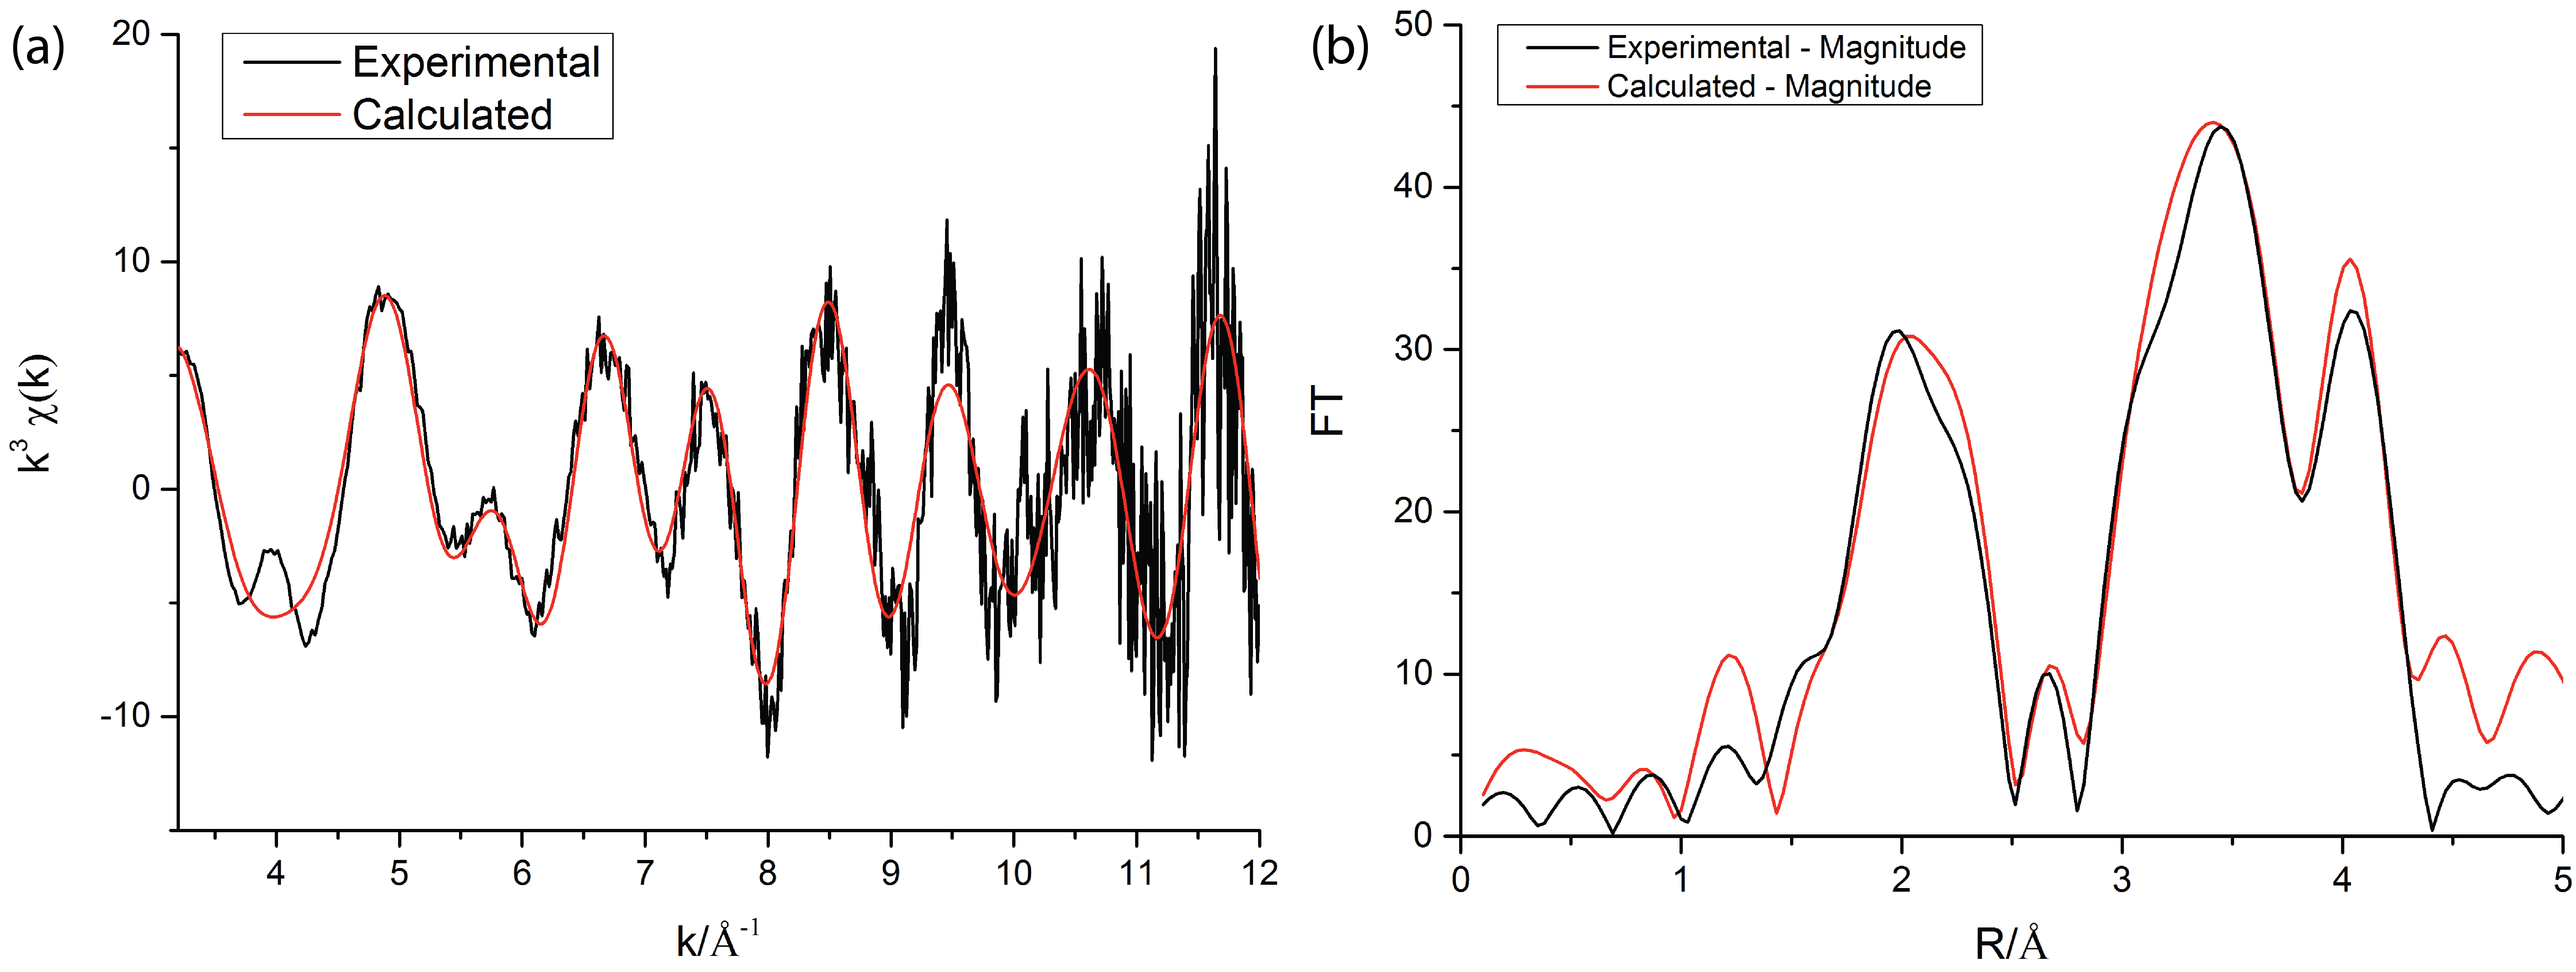 (a)
Experimental
Calculated
20
10
0
-10
k³ χ(k)
4 5 6 7 8 9 10 11 12
k/Å⁻¹
(b)
Experimental - Magnitude
Calculated - Magnitude
50
40
30
20
10
0
FT
0 1 2 3 4 5
R/Å